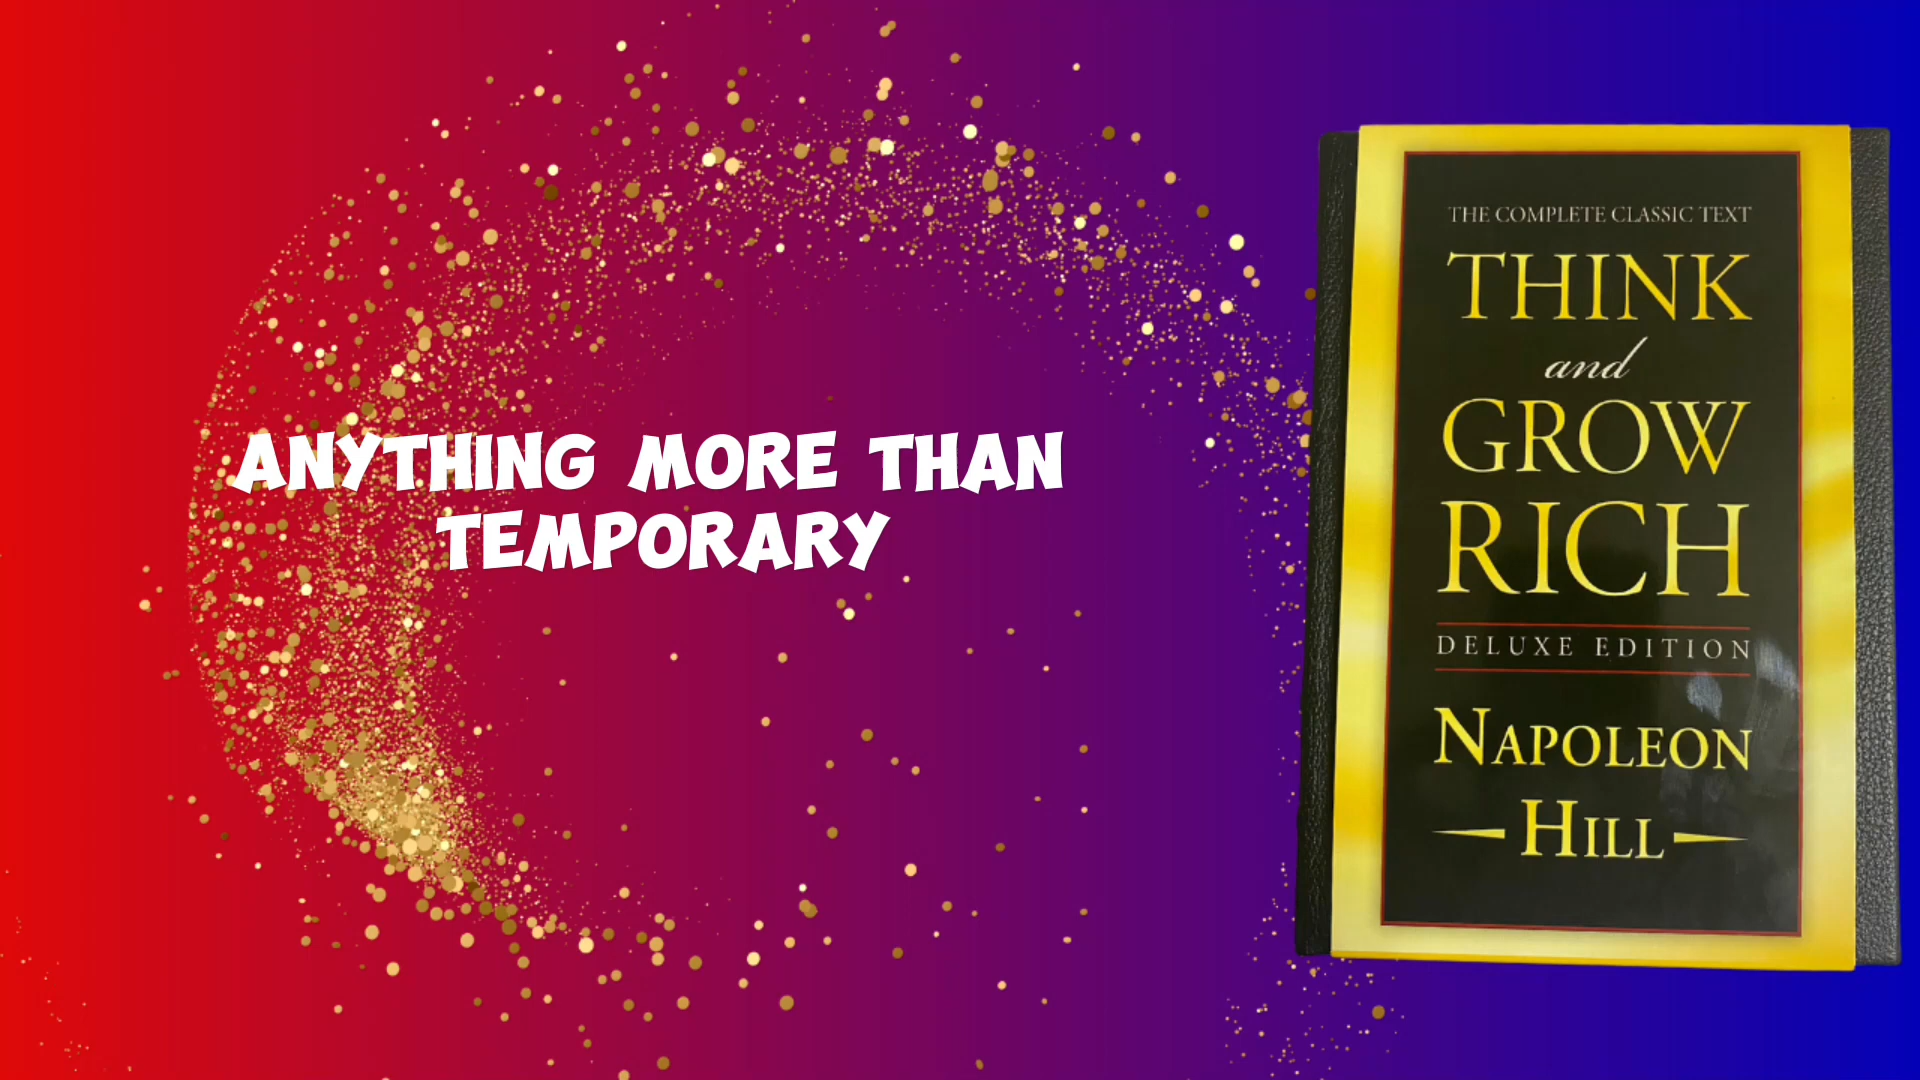 ANYTHING MORE THAN
TEMPORARY
THE COMPLETE CLASSIC TEXT
THINK
and
GROW
RICH
DELUXE EDITION
NAPOLEON
HILL